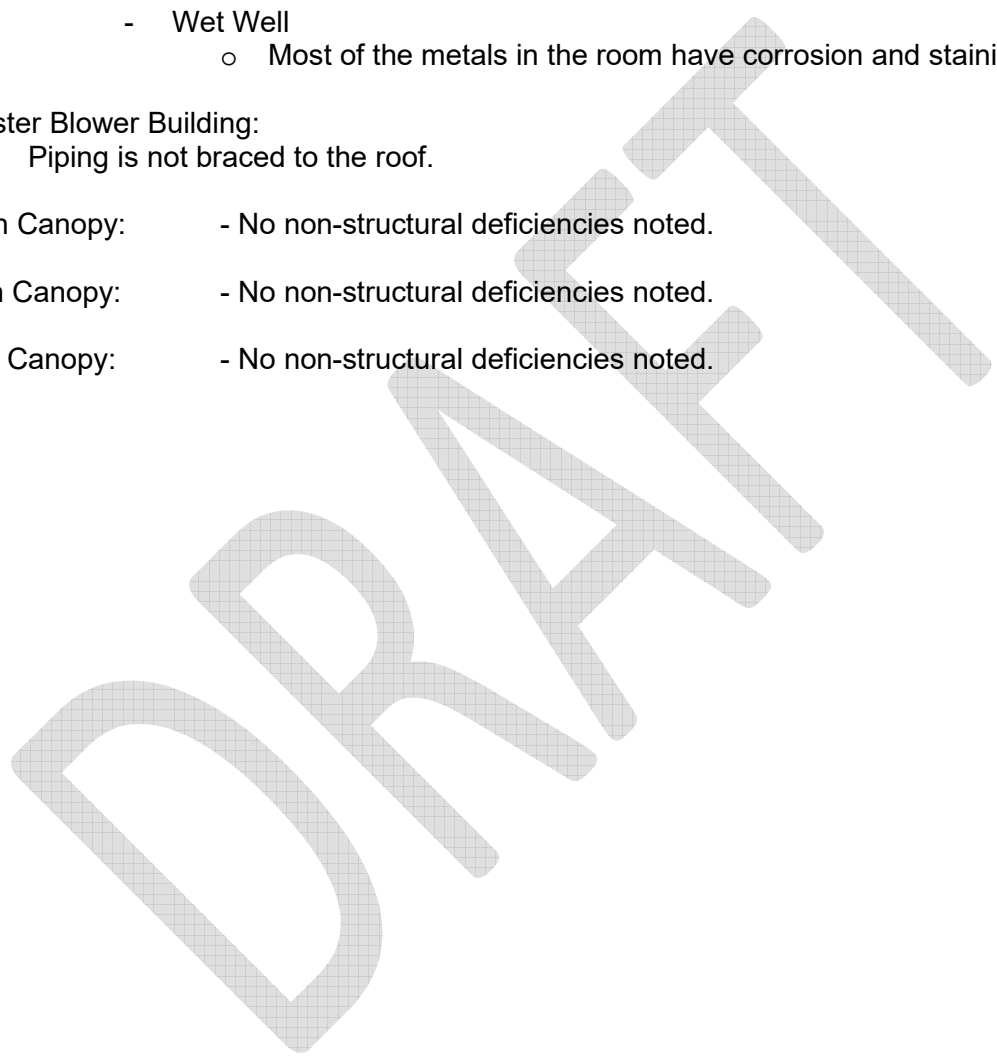 - Wet Well
o Most of the metals in the room have corrosion and staini
ster Blower Building:
Piping is not braced to the roof.
n Canopy: - No non-structural deficiencies noted.
n Canopy: - No non-structural deficiencies noted.
Canopy: - No non-structural deficiencies noted.
DRAFT